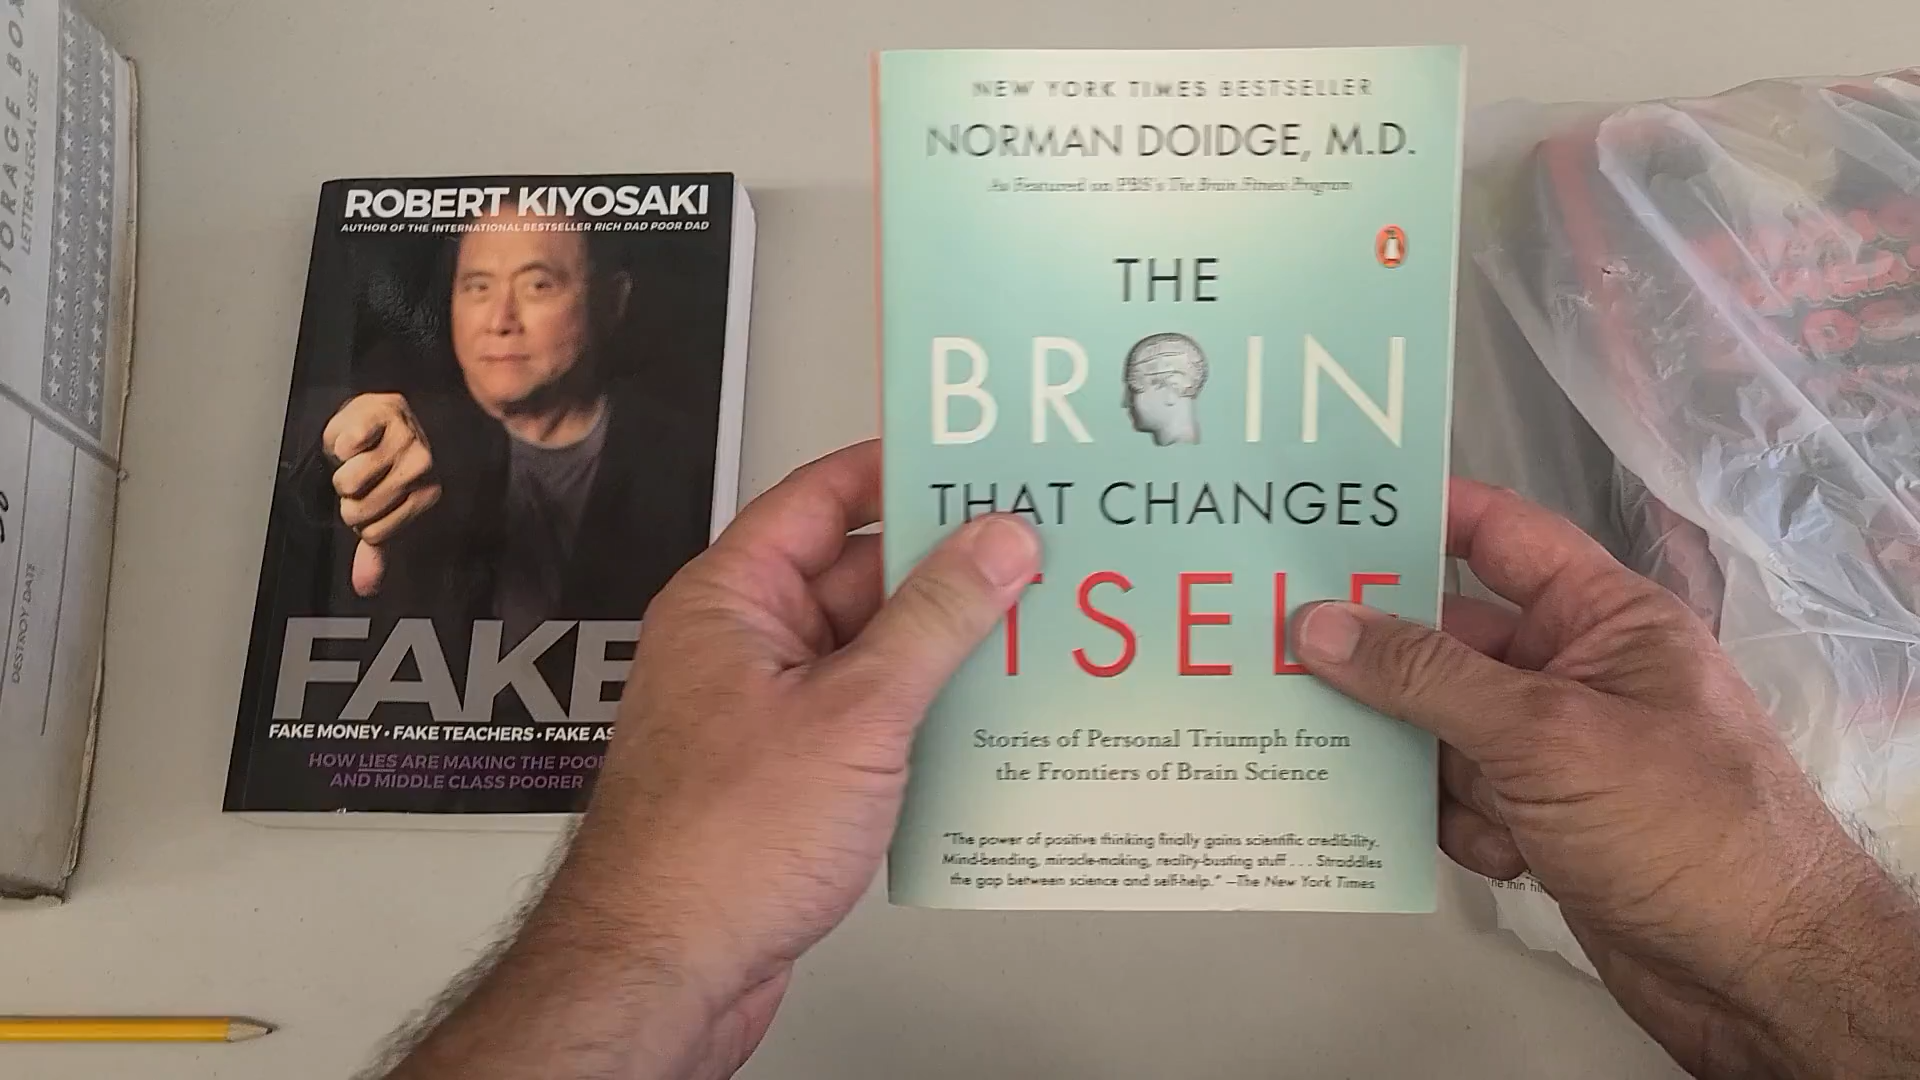 STORAGE BOX
LETTER-LEGAL SIZE
DESTROY DATE
ROBERT KIYOSAKI
AUTHOR OF THE INTERNATIONAL BESTSELLER RICH DAD POOR DAD
FAKE
FAKE MONEY • FAKE TEACHERS • FAKE AS
HOW LIES ARE MAKING THE POOR
AND MIDDLE CLASS POORER
NEW YORK TIMES BESTSELLER
NORMAN DOIDGE, M.D.
As Featured on PBS's The Brain Fitness Program
THE
BR IN
THAT CHANGES
TSELF
Stories of Personal Triumph from
the Frontiers of Brain Science
"The power of positive thinking finally gains scientific credibility.
Mind-bending, miracle-making, reality-busting stuff . . . Straddles
the gap between science and self-help." —The New York Times